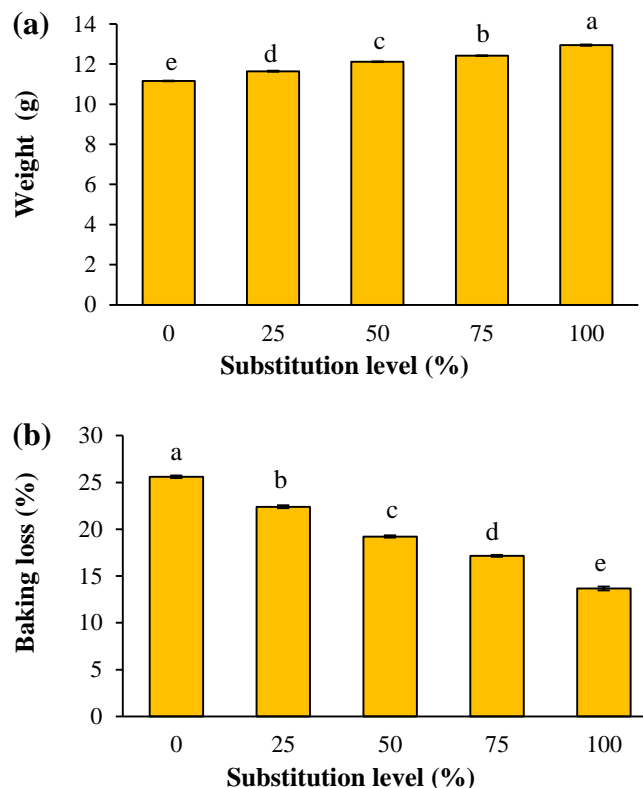 (a)
14
12
10
8
6
4
2
0
Weight (g)
e d c b a
0 25 50 75 100
Substitution level (%)
(b)
30
25
20
15
10
5
0
Baking loss (%)
a b c d e
0 25 50 75 100
Substitution level (%)